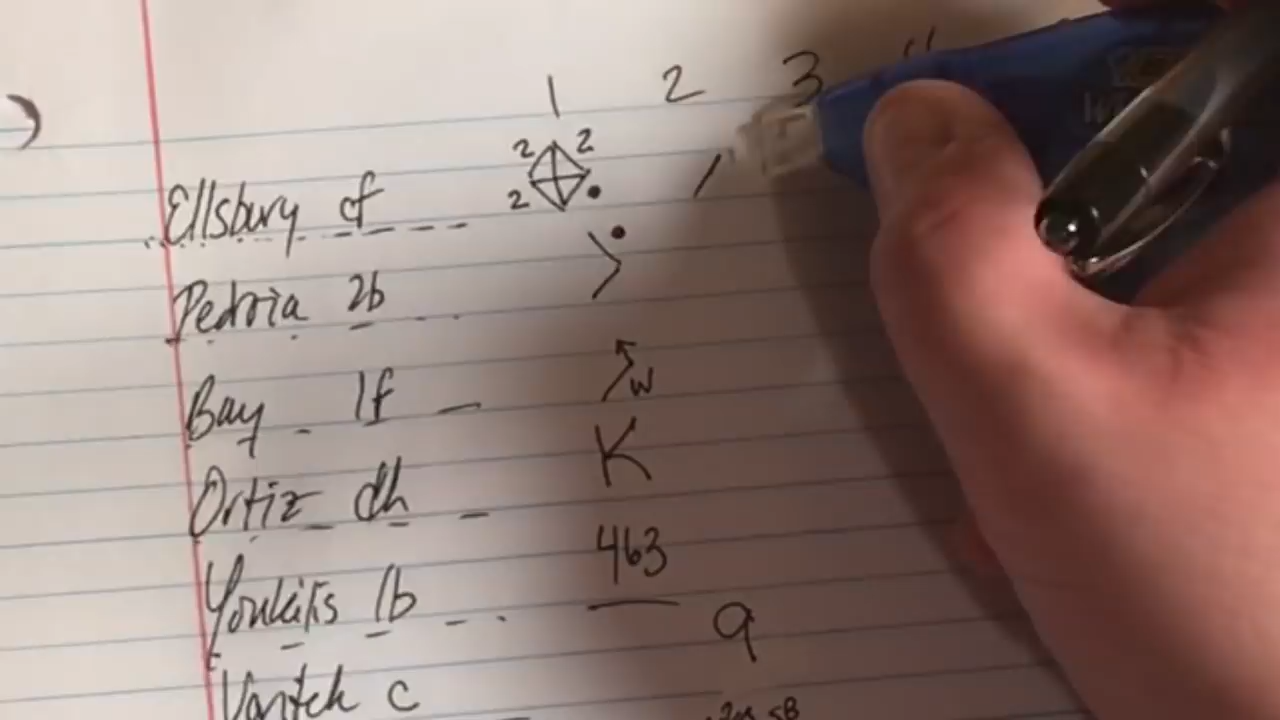 1 2 3
2 2
Ellsbury cf 2
Pedroia 2b
Bay lf W
Ortiz dh K
Youkilis 1b 463
9
Varitek c
SB